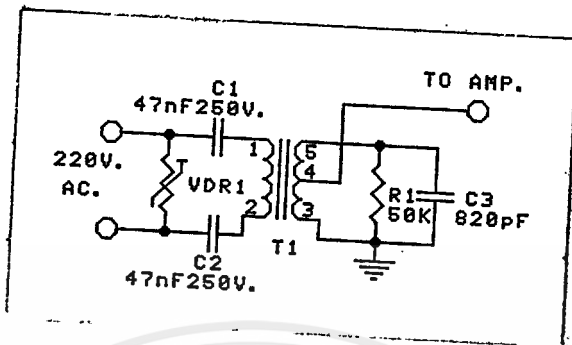 C1
47nF250V.
TO AMP.
220V.
AC.
VDR1
1
2
5
4
3
T1
R1
50K
C3
820pF
C2
47nF250V.